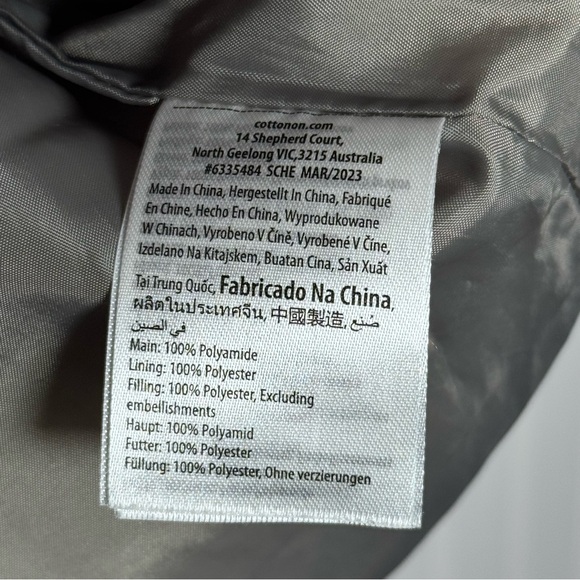 cottonon.com
14 Shepherd Court,
North Geelong VIC,3215 Australia
#6335484 SCHE MAR/2023
Made In China, Hergestellt In China, Fabriqué
En Chine, Hecho En China, Wyprodukowane
W Chinach, Vyrobeno V Číně, Vyrobené V Číne,
Izdelano Na Kitajskem, Buatan Cina, Sản Xuất
Tại Trung Quốc, Fabricado Na China,
ผลิตในประเทศจีน, 中國製造, صُنع
في الصين
Main: 100% Polyamide
Lining: 100% Polyester
Filling: 100% Polyester, Excluding
embellishments
Haupt: 100% Polyamid
Futter: 100% Polyester
Füllung: 100% Polyester, Ohne verzierungen